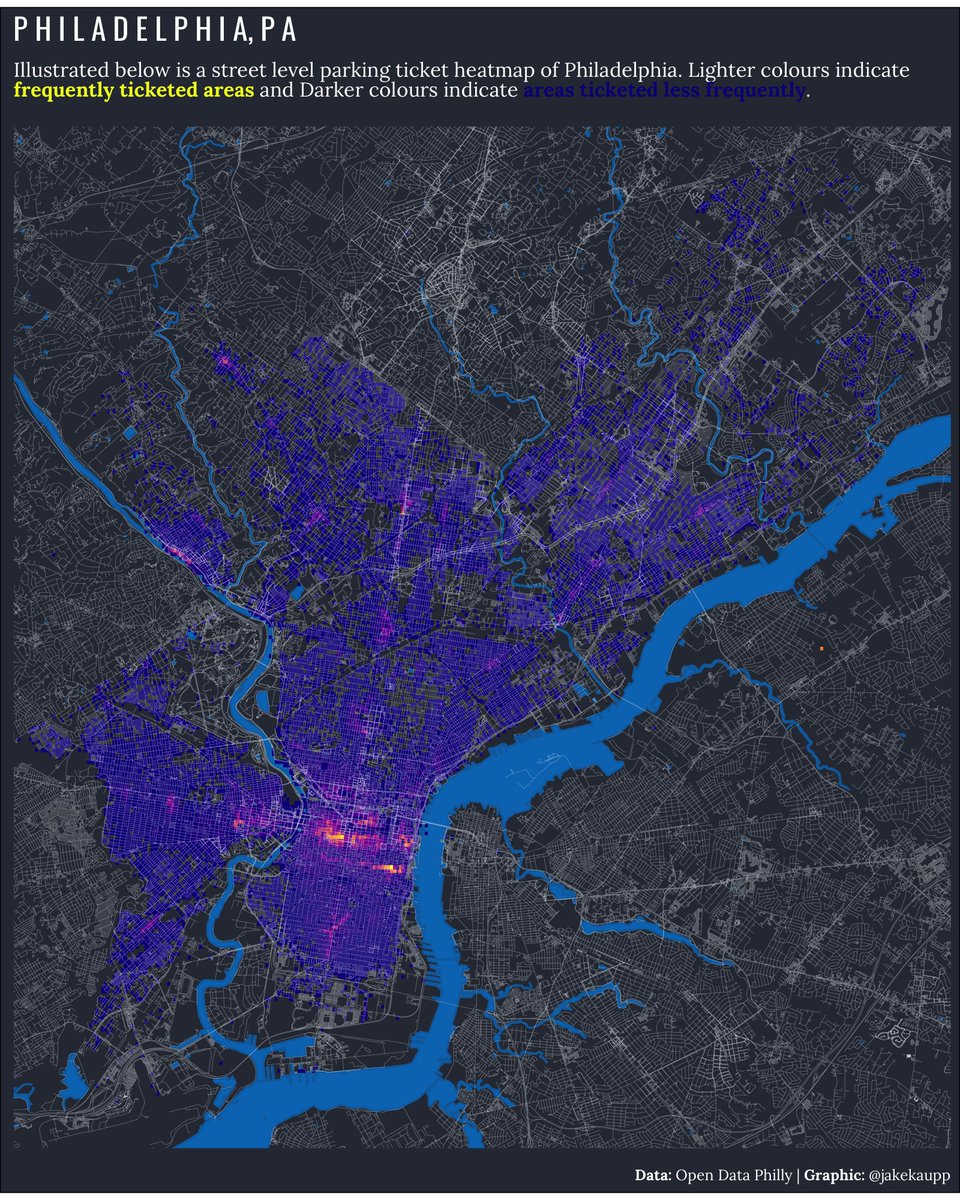 PHILADELPHIA, PA
Illustrated below is a street level parking ticket heatmap of Philadelphia. Lighter colours indicate
frequently ticketed areas and Darker colours indicate areas ticketed less frequently.
Data: Open Data Philly | Graphic: @jakekaupp